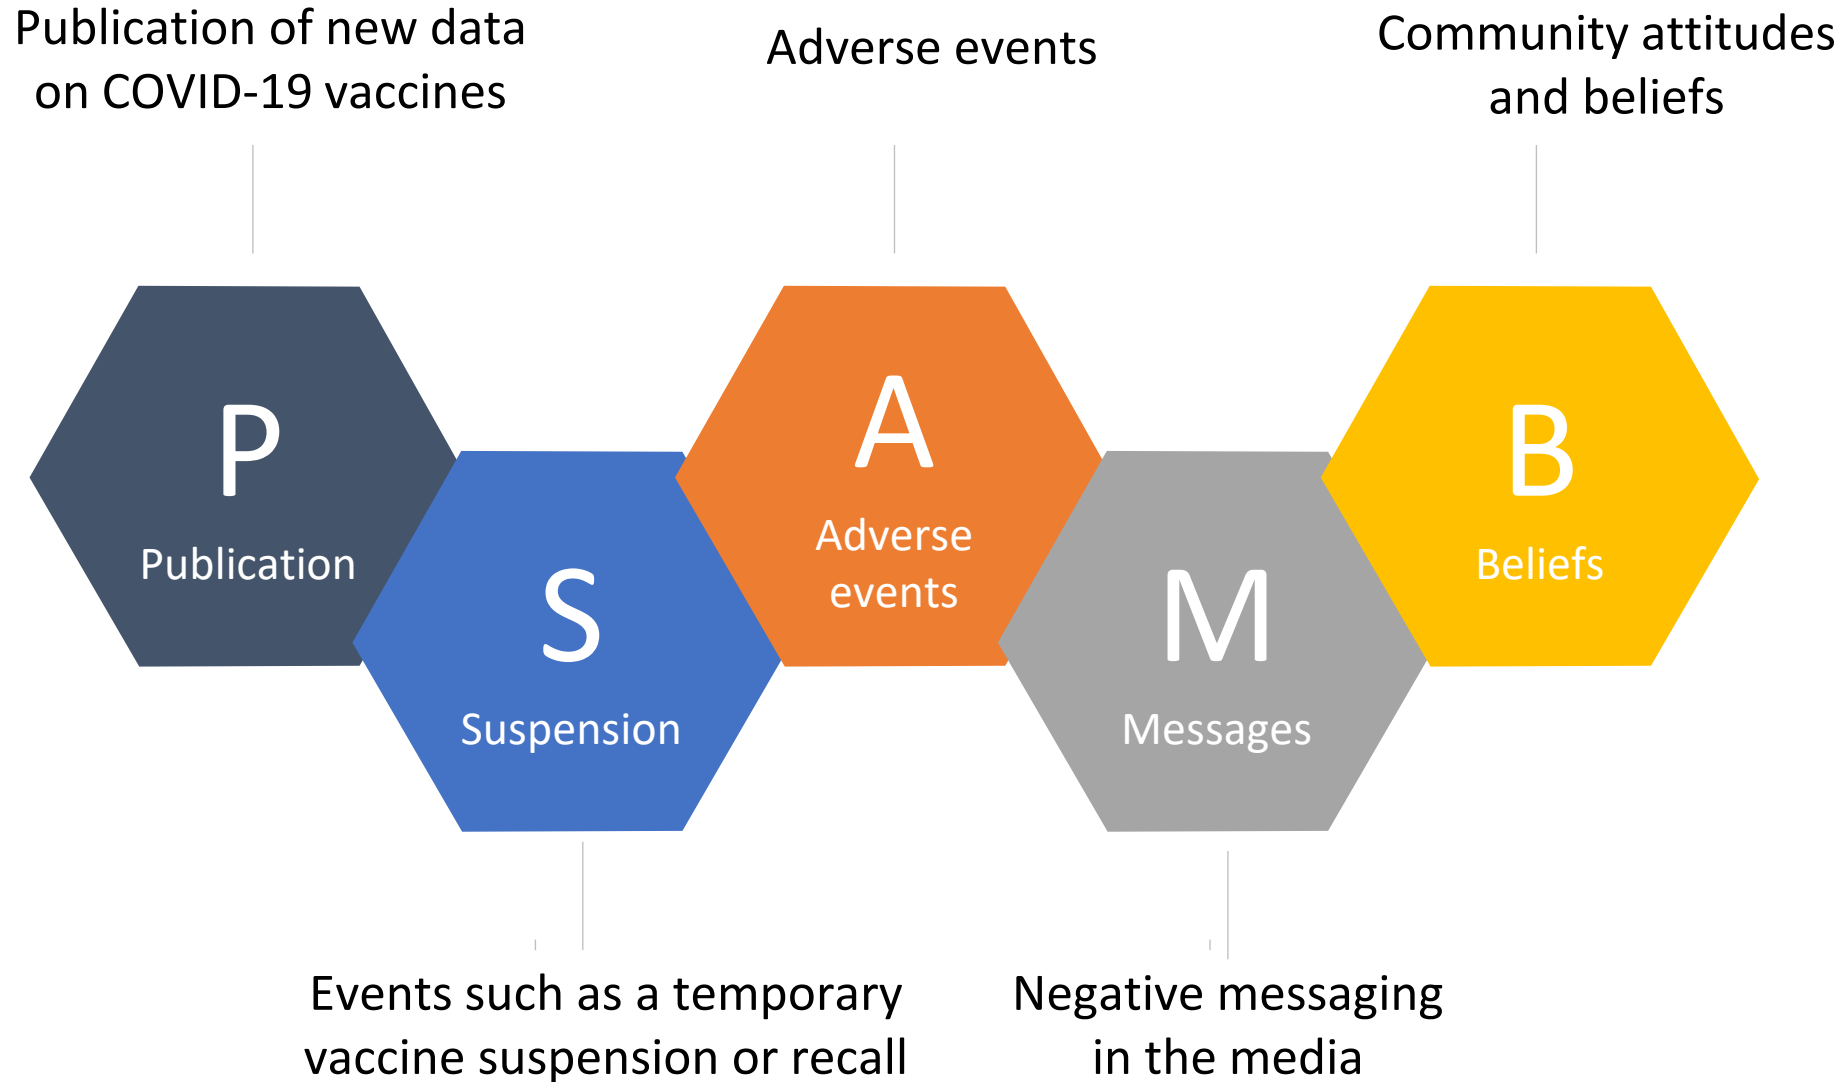 Publication of new data
on COVID-19 vaccines
Adverse events
Community attitudes
and beliefs
P
Publication
S
Suspension
A
Adverse
events
M
Messages
B
Beliefs
Events such as a temporary
vaccine suspension or recall
Negative messaging
in the media